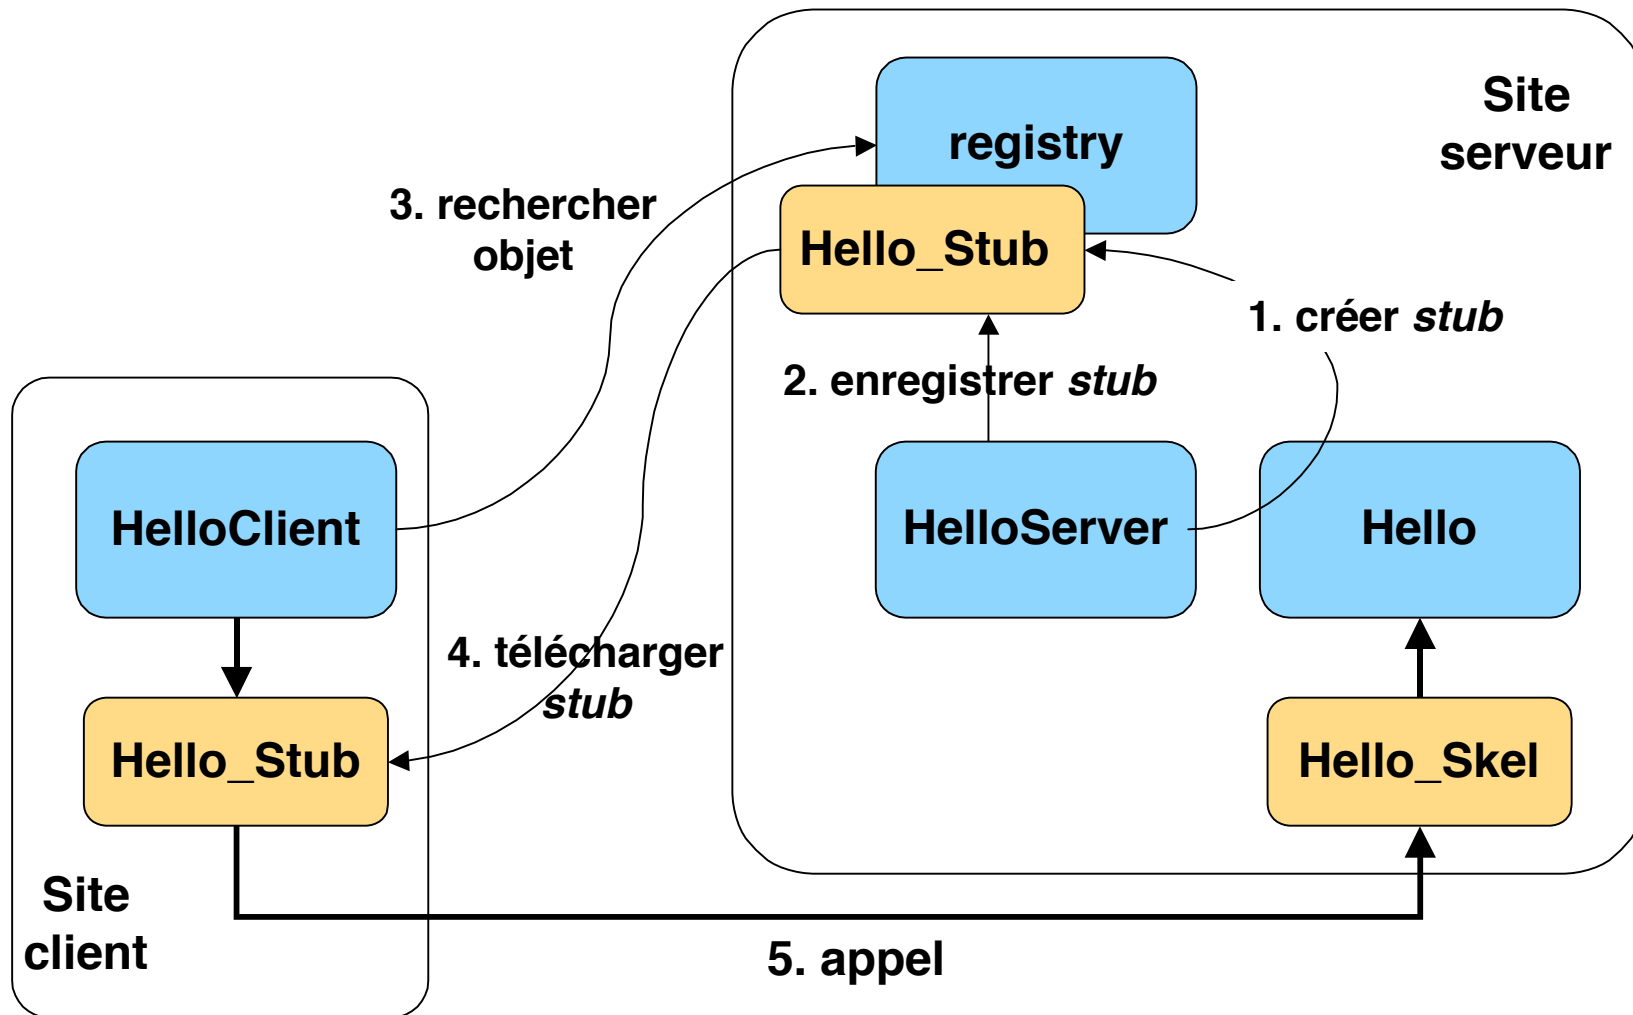 Site
serveur
registry
3. rechercher
objet
Hello_Stub
1. créer stub
2. enregistrer stub
HelloClient
HelloServer
Hello
4. télécharger
stub
Hello_Stub
Hello_Skel
Site
client
5. appel